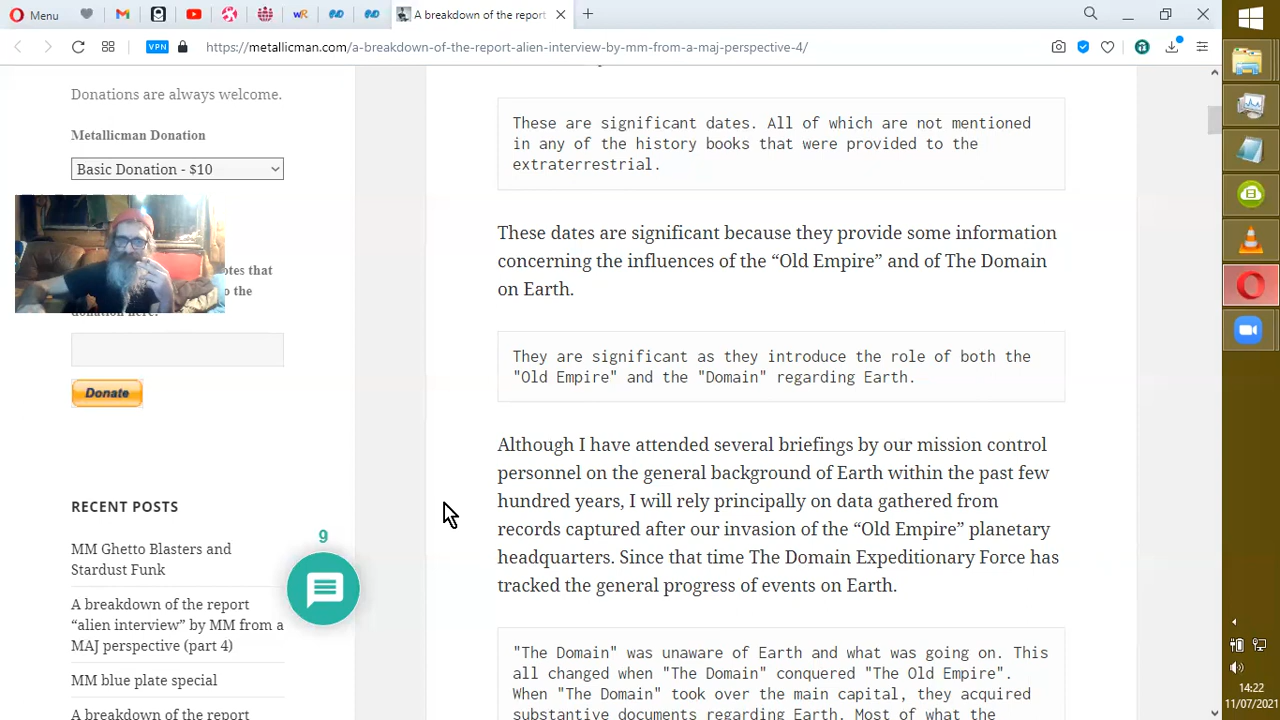 Menu
A breakdown of the report
VPN
https://metallicman.com/a-breakdown-of-the-report-alien-interview-by-mm-from-a-maj-perspective-4/
Donations are always welcome.
Metallicman Donation
Basic Donation - $10
otes that
o the
donation here.
Donate
RECENT POSTS
MM Ghetto Blasters and
Stardust Funk
A breakdown of the report
“alien interview” by MM from a
MAJ perspective (part 4)
MM blue plate special
A breakdown of the report
9
These are significant dates. All of which are not mentioned
in any of the history books that were provided to the
extraterrestrial.
These dates are significant because they provide some information
concerning the influences of the “Old Empire” and of The Domain
on Earth.
They are significant as they introduce the role of both the
"Old Empire" and the "Domain" regarding Earth.
Although I have attended several briefings by our mission control
personnel on the general background of Earth within the past few
hundred years, I will rely principally on data gathered from
records captured after our invasion of the “Old Empire” planetary
headquarters. Since that time The Domain Expeditionary Force has
tracked the general progress of events on Earth.
"The Domain" was unaware of Earth and what was going on. This
all changed when "The Domain" conquered "The Old Empire".
When "The Domain" took over the main capital, they acquired
substantive documents regarding Earth. Most of what the
14:22
11/07/2021